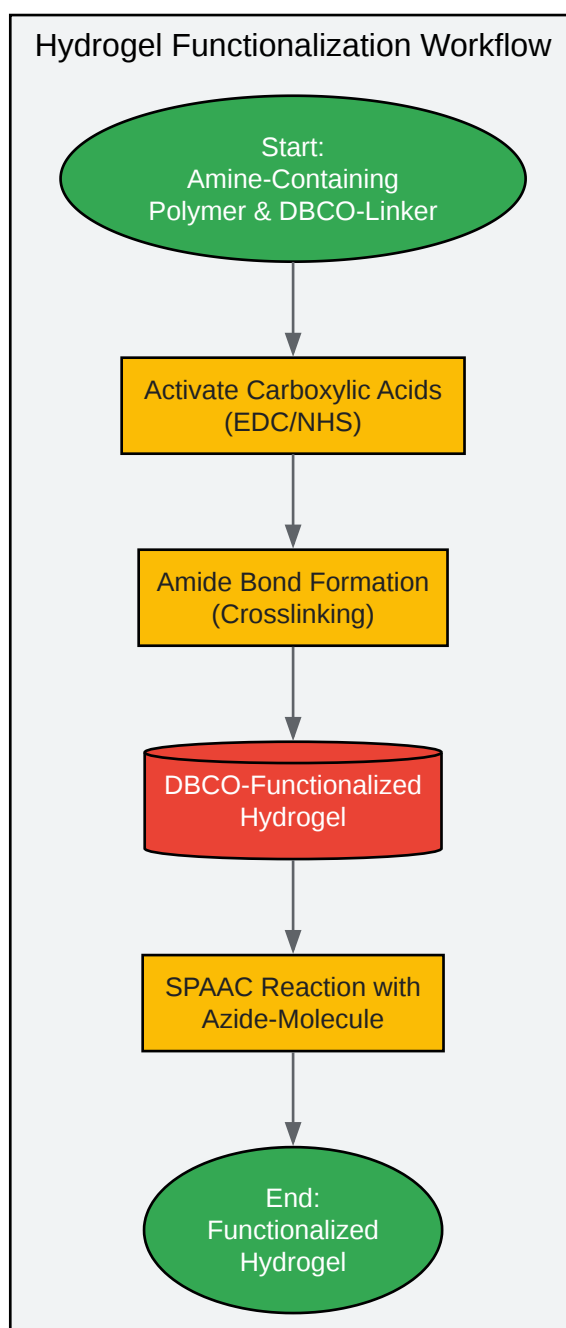 Hydrogel Functionalization Workflow
Start:
Amine-Containing
Polymer & DBCO-Linker
Activate Carboxylic Acids
(EDC/NHS)
Amide Bond Formation
(Crosslinking)
DBCO-Functionalized
Hydrogel
SPAAC Reaction with
Azide-Molecule
End:
Functionalized
Hydrogel